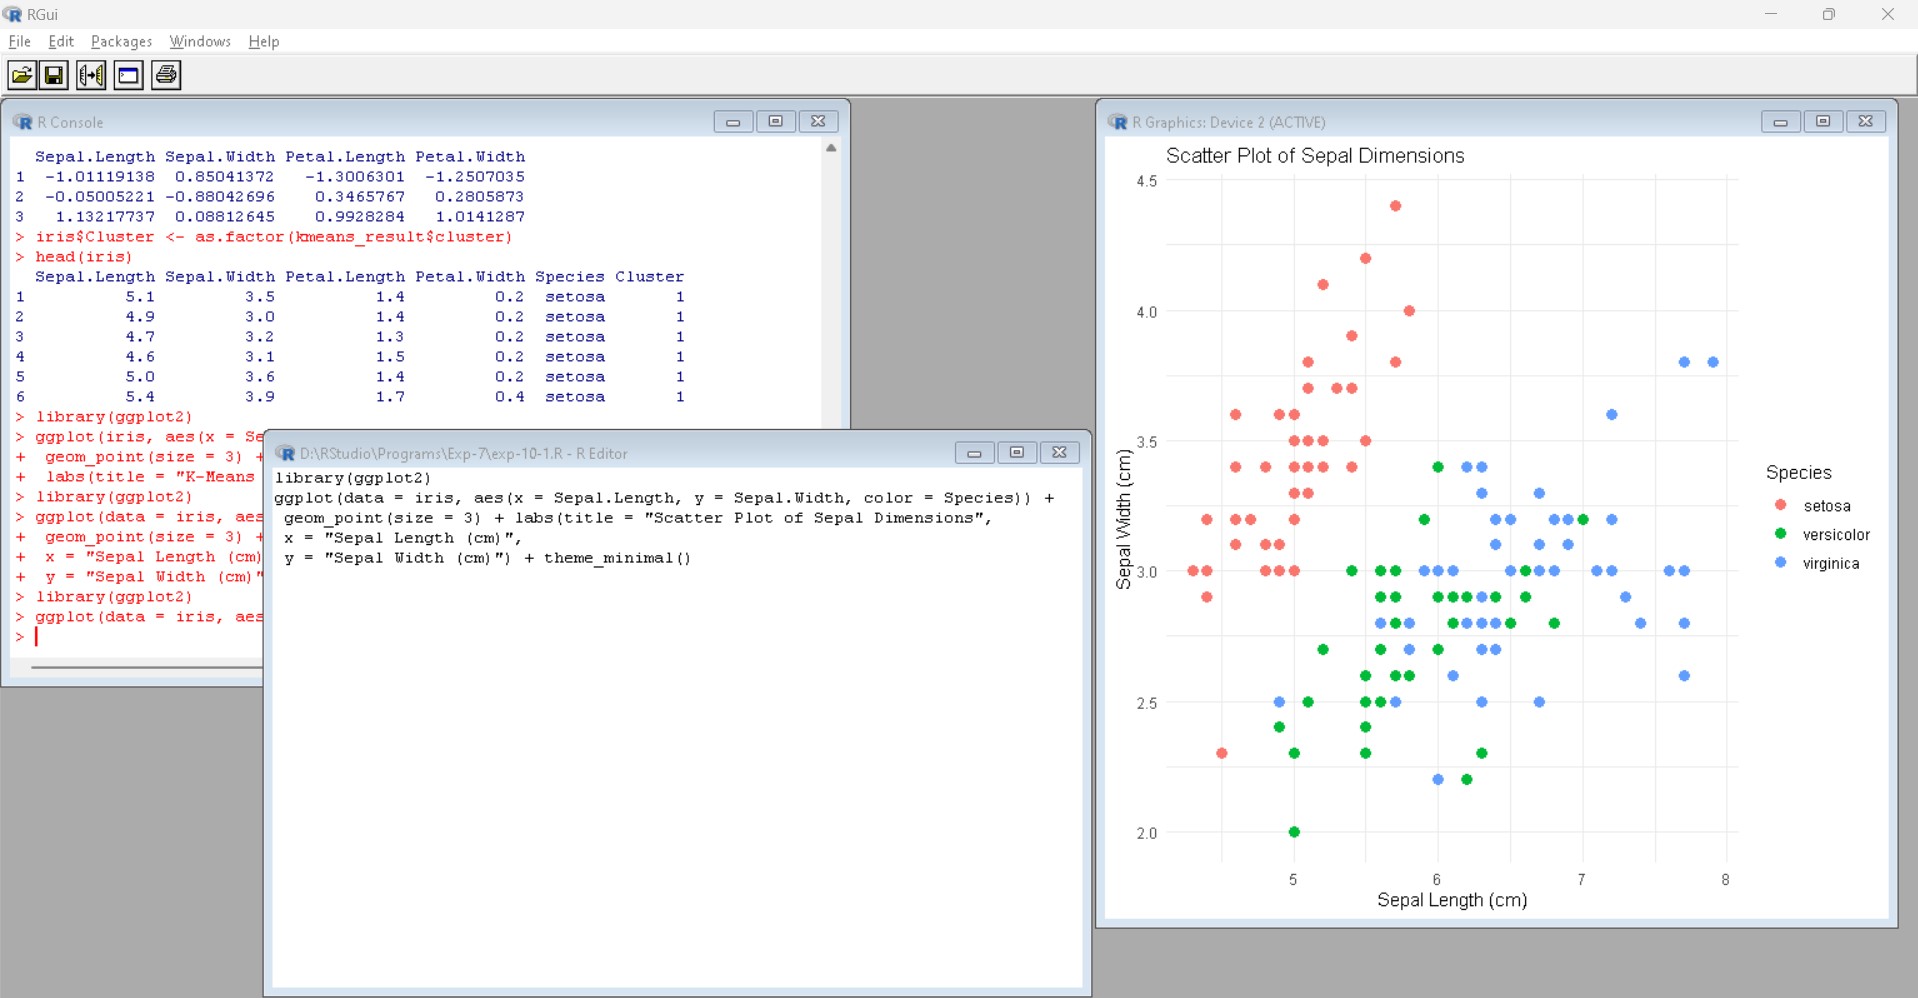 RGui
File Edit Packages Windows Help
R Console
Sepal.Length Sepal.Width Petal.Length Petal.Width
1 -1.01119138 0.85041372 -1.3006301 -1.2507035
2 -0.05005221 -0.88042696 0.3465767 0.2805873
3 1.13217737 0.08812645 0.9928284 1.0141287
> iris$Cluster <- as.factor(kmeans_result$cluster)
> head(iris)
Sepal.Length Sepal.Width Petal.Length Petal.Width Species Cluster
1 5.1 3.5 1.4 0.2 setosa 1
2 4.9 3.0 1.4 0.2 setosa 1
3 4.7 3.2 1.3 0.2 setosa 1
4 4.6 3.1 1.5 0.2 setosa 1
5 5.0 3.6 1.4 0.2 setosa 1
6 5.4 3.9 1.7 0.4 setosa 1
> library(ggplot2)
> ggplot(iris, aes(x = Se
+ geom_point(size = 3) +
+ labs(title = "K-Means
> library(ggplot2)
> ggplot(data = iris, aes
+ geom_point(size = 3) +
+ x = "Sepal Length (cm)
+ y = "Sepal Width (cm)"
> library(ggplot2)
> ggplot(data = iris, aes
>
D:\RStudio\Programs\Exp-7\exp-10-1.R - R Editor
library(ggplot2)
ggplot(data = iris, aes(x = Sepal.Length, y = Sepal.Width, color = Species)) +
geom_point(size = 3) + labs(title = "Scatter Plot of Sepal Dimensions",
x = "Sepal Length (cm)",
y = "Sepal Width (cm)") + theme_minimal()
R Graphics: Device 2 (ACTIVE)
Scatter Plot of Sepal Dimensions
4.5
4.0
3.5
3.0
2.5
2.0
Sepal Width (cm)
5 6 7 8
Sepal Length (cm)
Species
setosa
versicolor
virginica